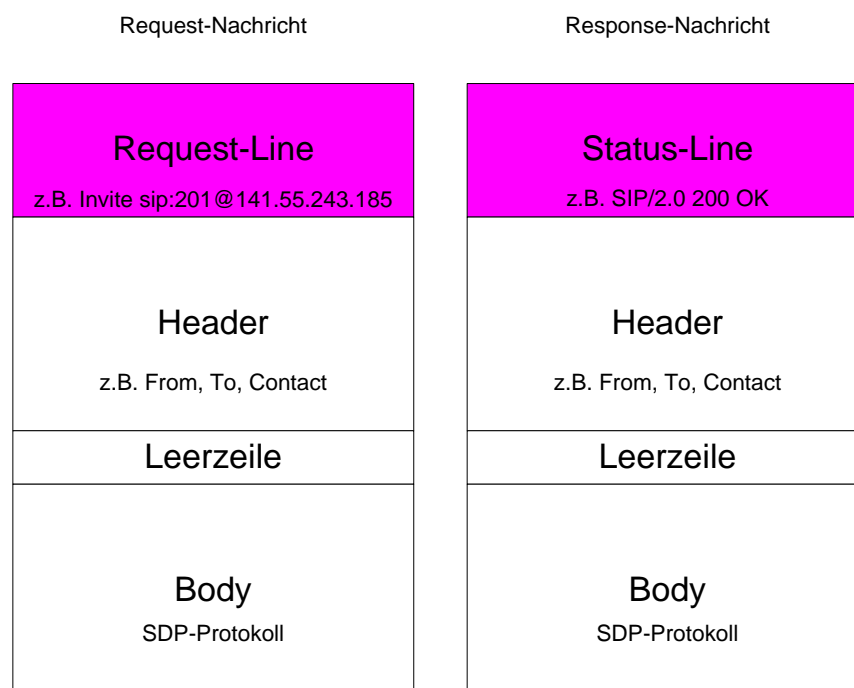 Request-Nachricht
Response-Nachricht
Request-Line
z.B. Invite sip:201@141.55.243.185
Status-Line
z.B. SIP/2.0 200 OK
Header
z.B. From, To, Contact
Header
z.B. From, To, Contact
Leerzeile
Leerzeile
Body
SDP-Protokoll
Body
SDP-Protokoll